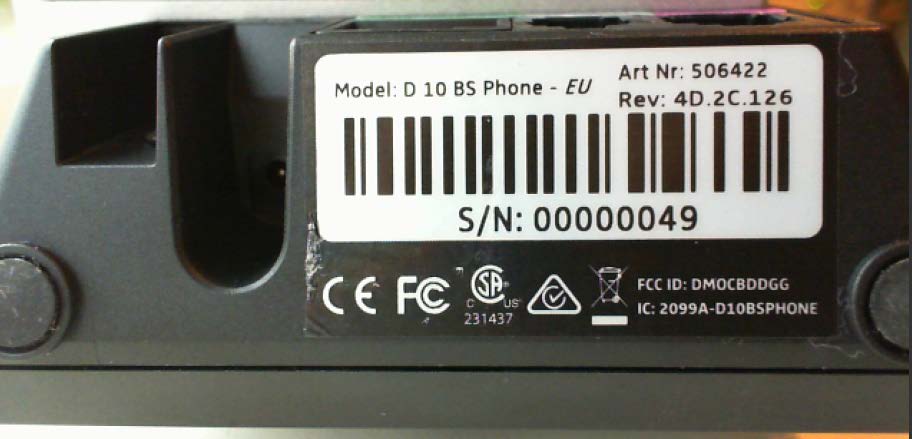 Model: D 10 BS Phone - EU
Art Nr: 506422
Rev: 4D.2C.126
S/N: 00000049
CE FC
SA
C US
231437
FCC ID: DMOCBDDGG
IC: 2099A-D10BSPHONE